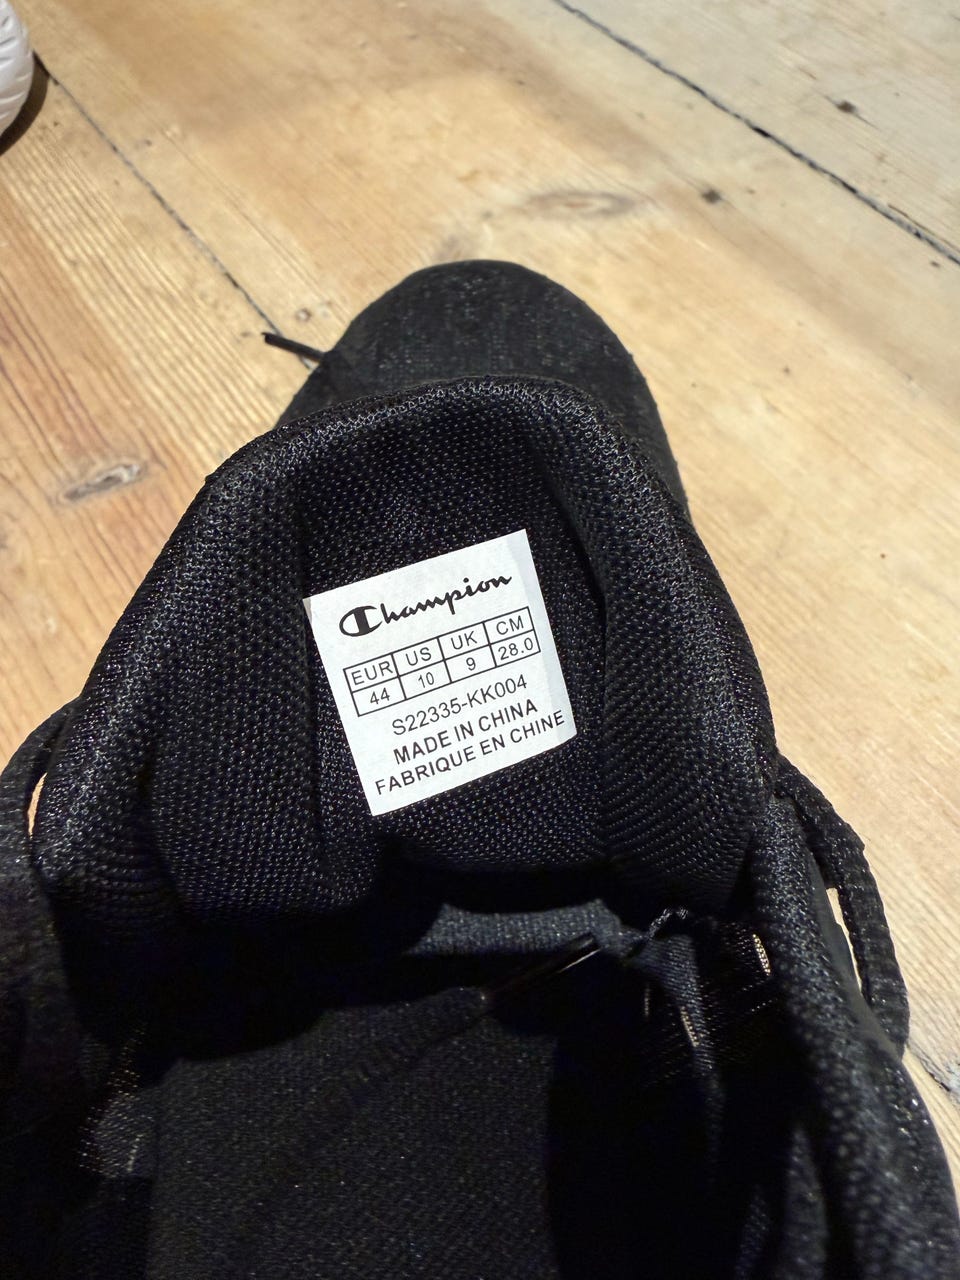 Champion
EUR US UK CM
44 10 9 28.0
S22335-KK004
MADE IN CHINA
FABRIQUE EN CHINE